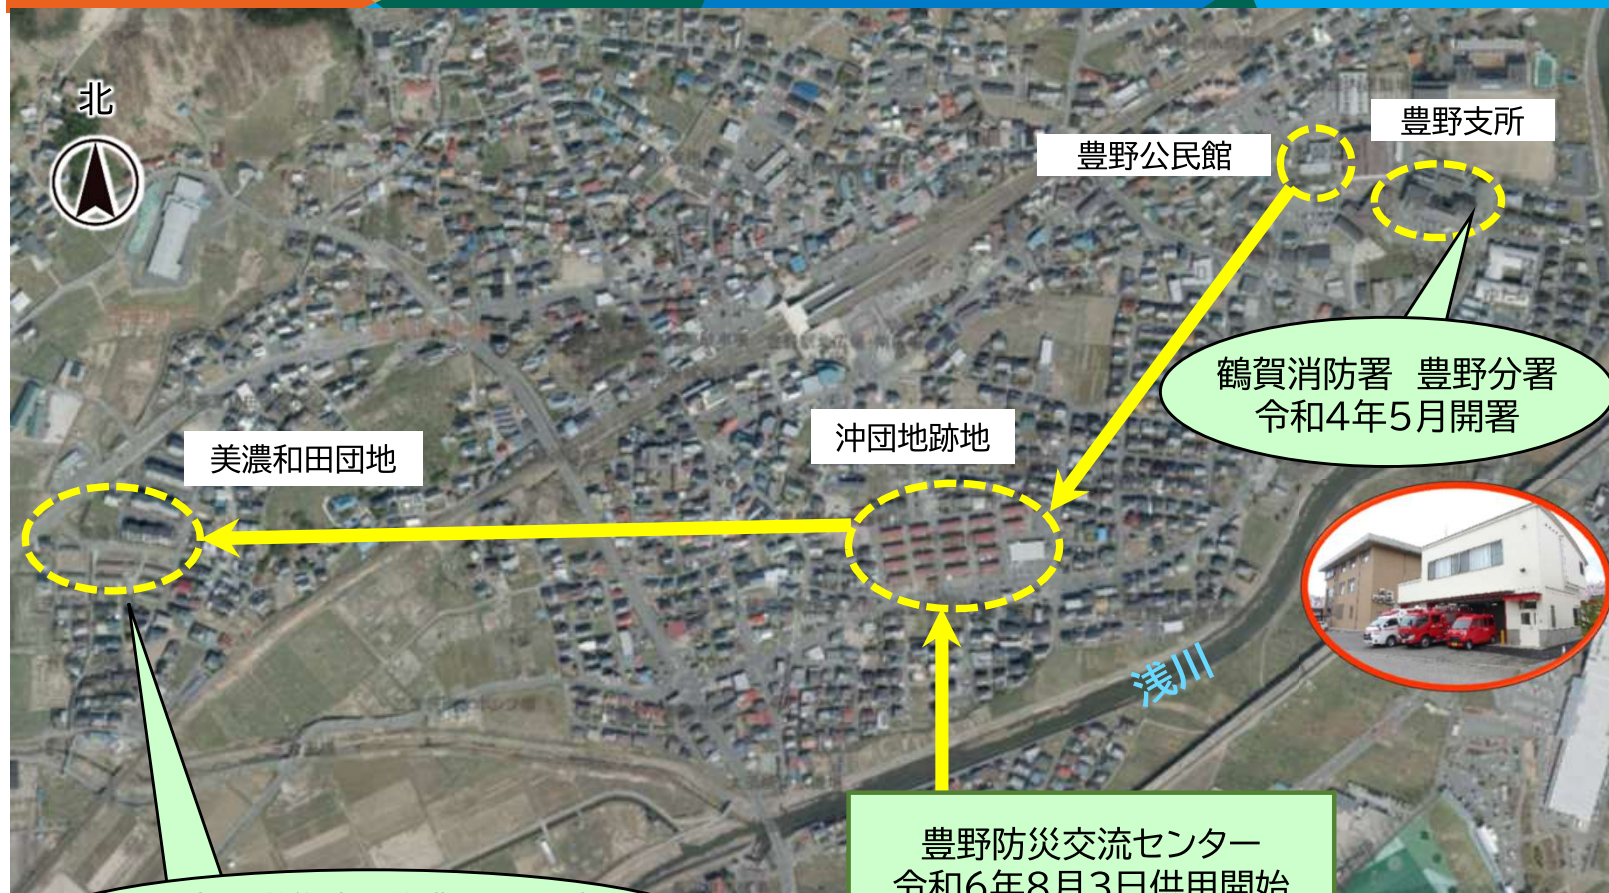 北
豊野支所
豊野公民館
鶴賀消防署 豊野分署
令和4年5月開署
沖団地跡地
美濃和田団地
浅川
豊野防災交流センター
令和6年8月3日供用開始